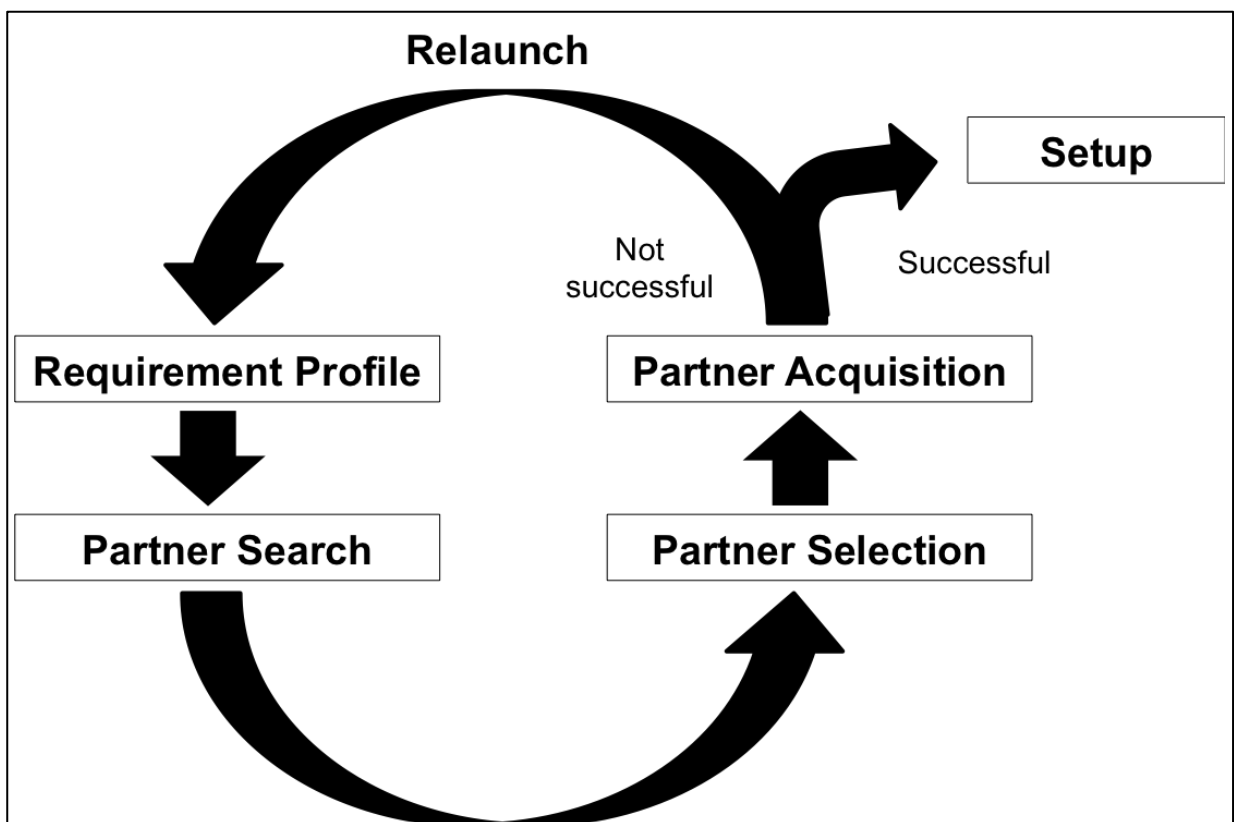 Relaunch
Setup
Not
successful
Successful
Requirement Profile
Partner Acquisition
Partner Search
Partner Selection